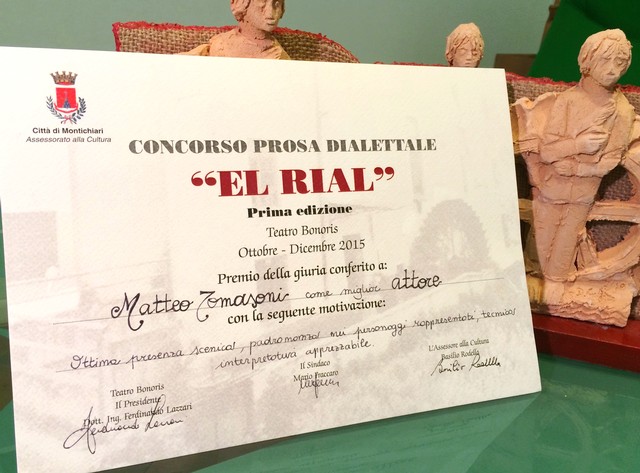 Città di Montichiari
Assessorato alla Cultura
CONCORSO PROSA DIALETTALE
“EL RIAL”
Prima edizione
Teatro Bonoris
Ottobre - Dicembre 2015
Premio della giuria conferito a:
Matteo Tomasoni come miglior attore
con la seguente motivazione:
Ottima presenza scenica, padronanza nei personaggi rappresentati, tecnica
interpretativa apprezzabile.
Teatro Bonoris
Il Presidente
Dott. Ing. Ferdinando Lazzari
Il Sindaco
Mario Fraccaro
L'Assessore alla Cultura
Basilio Rodella